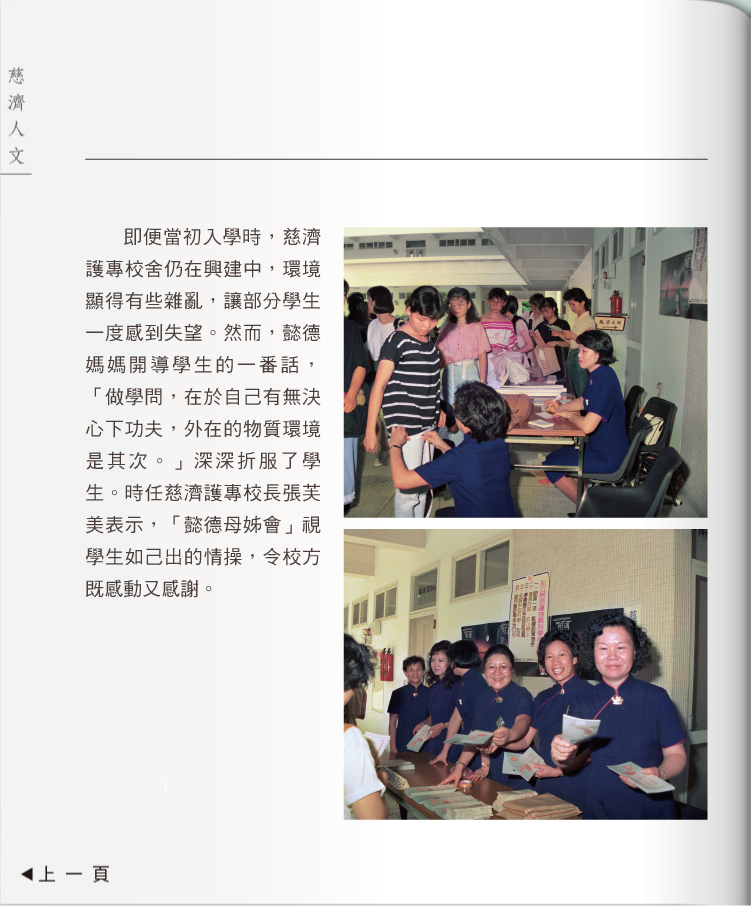 慈濟人文
即便當初入學時，慈濟
護專校舍仍在興建中，環境
顯得有些雜亂，讓部分學生
一度感到失望。然而，懿德
媽媽開導學生的一番話，
「做學問，在於自己有無決
心下功夫，外在的物質環境
是其次。」深深折服了學
生。時任慈濟護專校長張芙
美表示，「懿德母姊會」視
學生如己出的情操，令校方
既感動又感謝。
◀上一頁